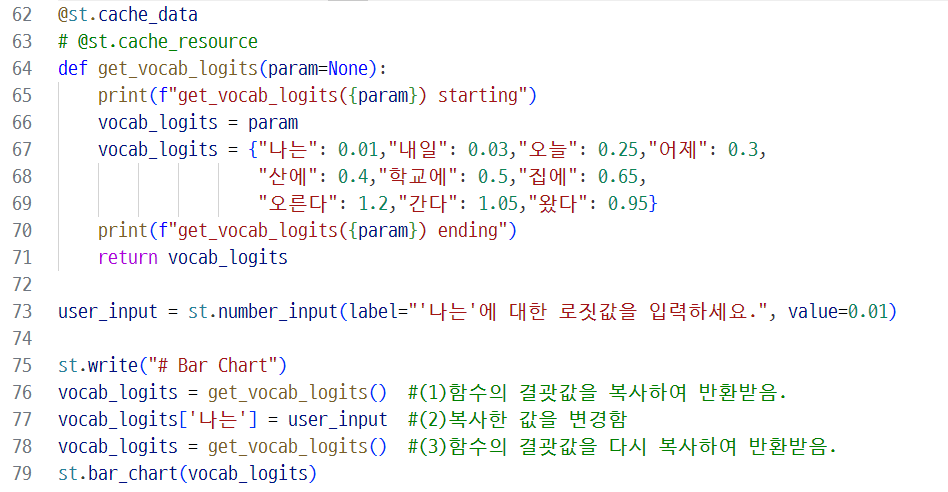 62 @st.cache_data
63 # @st.cache_resource
64 def get_vocab_logits(param=None):
65     print(f"get_vocab_logits({param}) starting")
66     vocab_logits = param
67     vocab_logits = {"나는": 0.01,"내일": 0.03,"오늘": 0.25,"어제": 0.3,
68                     "산에": 0.4,"학교에": 0.5,"집에": 0.65,
69                     "오른다": 1.2,"간다": 1.05,"왔다": 0.95}
70     print(f"get_vocab_logits({param}) ending")
71     return vocab_logits
72
73 user_input = st.number_input(label="'나는'에 대한 로짓값을 입력하세요.", value=0.01)
74
75 st.write("# Bar Chart")
76 vocab_logits = get_vocab_logits()  #(1)함수의 결괏값을 복사하여 반환받음.
77 vocab_logits['나는'] = user_input  #(2)복사한 값을 변경함
78 vocab_logits = get_vocab_logits()  #(3)함수의 결괏값을 다시 복사하여 반환받음.
79 st.bar_chart(vocab_logits)